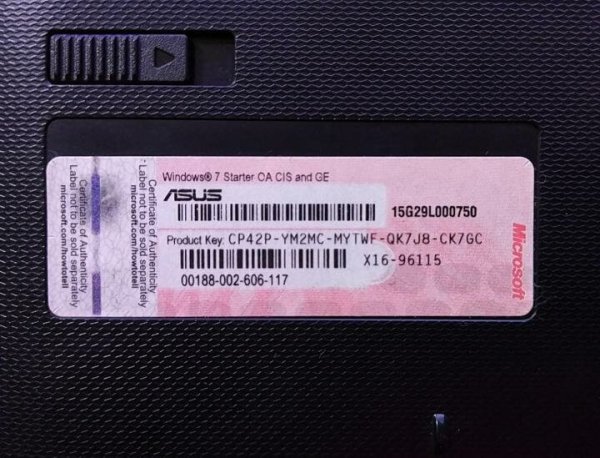 Windows® 7 Starter OA CIS and GE
ASUS
15G29L000750
Product Key: CP42P-YM2MC-MYTWF-QK7J8-CK7GC
X16-96115
00188-002-606-117
Microsoft
Certificate of Authenticity
Label not to be sold separately
microsoft.com/howtotell
Certificate of Authenticity
Label not to be sold separately
microsoft.com/howtotell